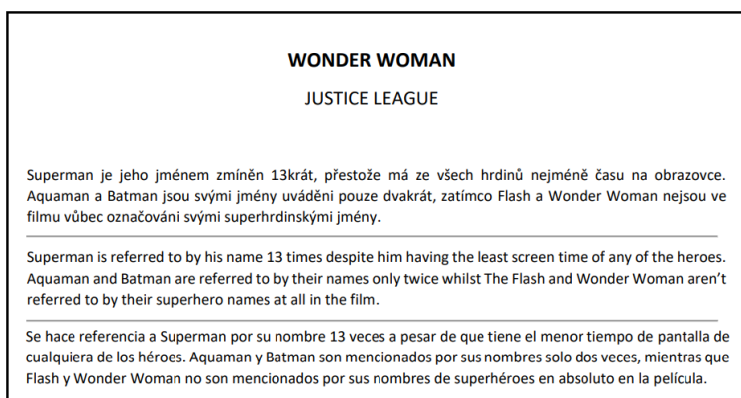 WONDER WOMAN
JUSTICE LEAGUE
Superman je jeho jménem zmíněn 13krát, přestože má ze všech hrdinů nejméně času na obrazovce.
Aquaman a Batman jsou svými jmény uváděni pouze dvakrát, zatímco Flash a Wonder Woman nejsou ve
filmu vůbec označováni svými superhrdinskými jmény.
Superman is referred to by his name 13 times despite him having the least screen time of any of the heroes.
Aquaman and Batman are referred to by their names only twice whilst The Flash and Wonder Woman aren’t
referred to by their superhero names at all in the film.
Se hace referencia a Superman por su nombre 13 veces a pesar de que tiene el menor tiempo de pantalla de
cualquiera de los héroes. Aquaman y Batman son mencionados por sus nombres solo dos veces, mientras que
Flash y Wonder Woman no son mencionados por sus nombres de superhéroes en absoluto en la película.